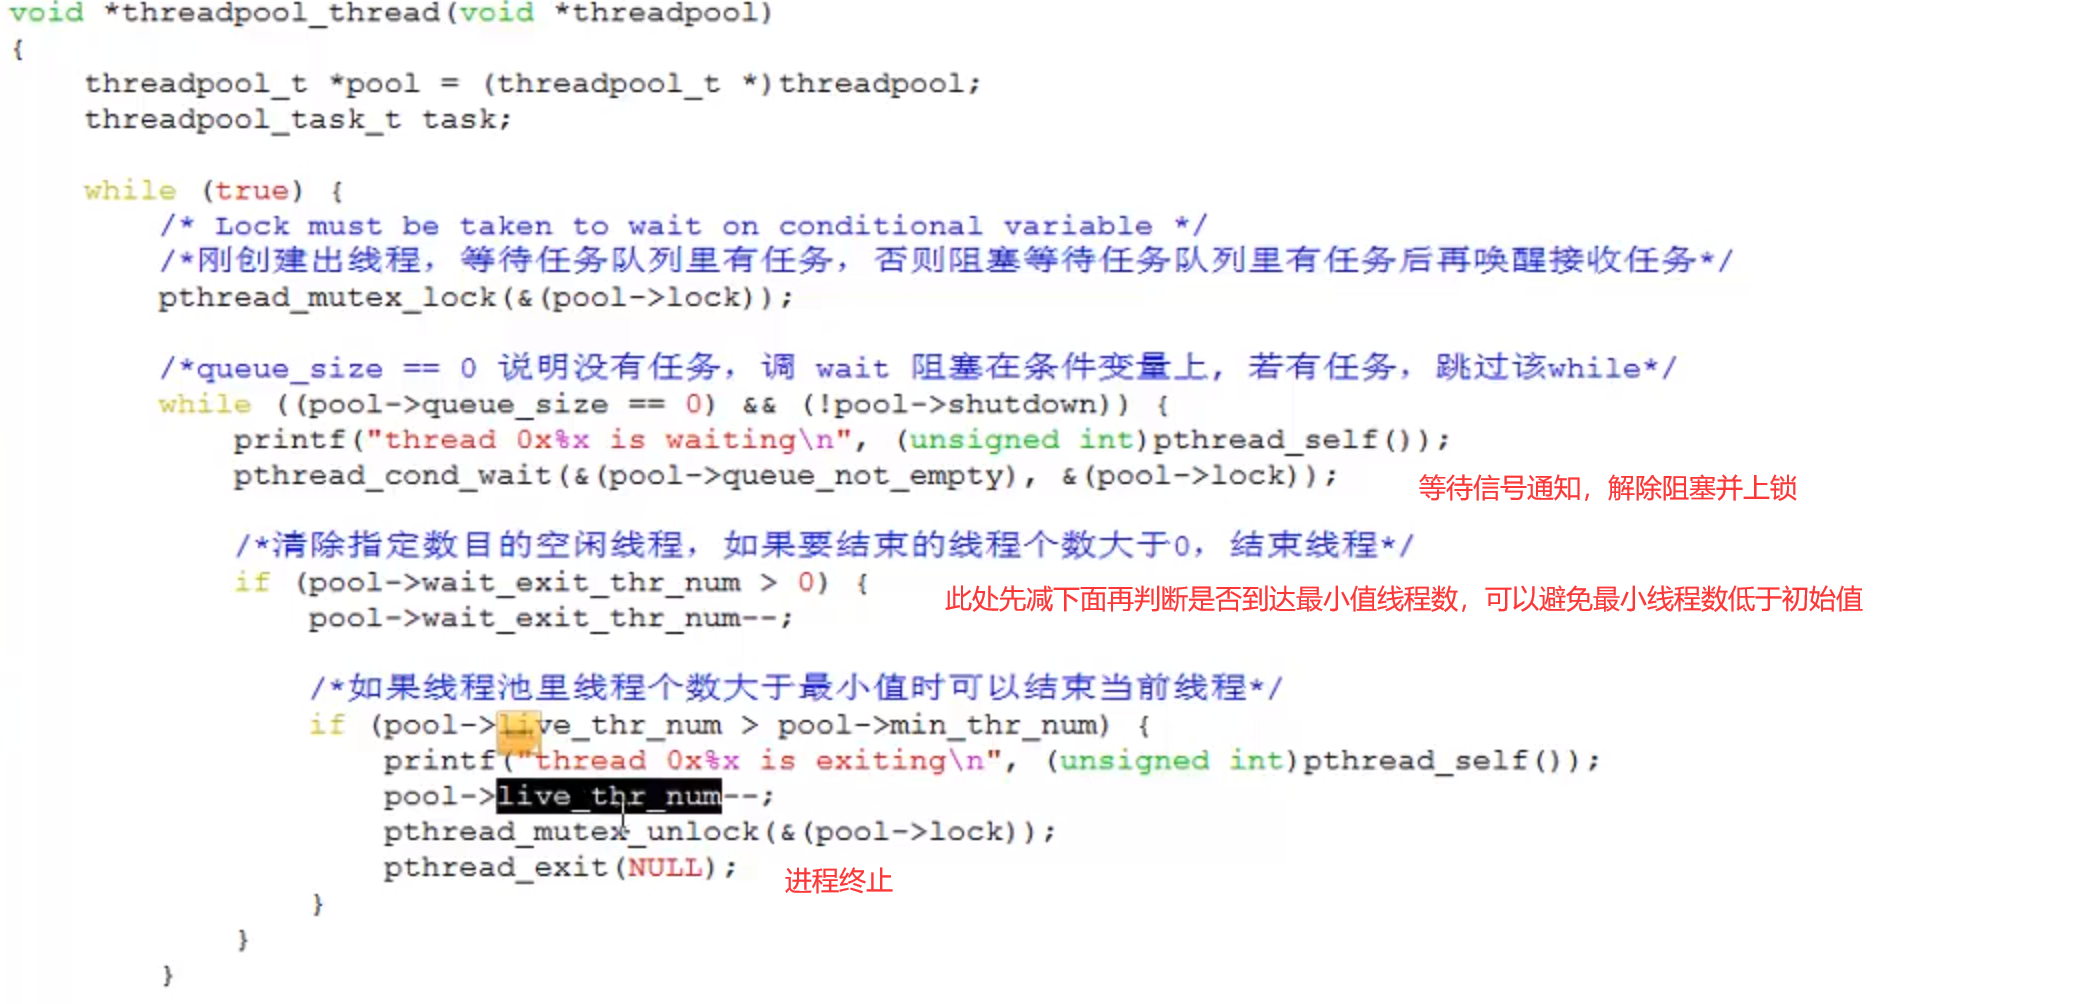 void *threadpool_thread(void *threadpool)
{
    threadpool_t *pool = (threadpool_t *)threadpool;
    threadpool_task_t task;

    while (true) {
        /* Lock must be taken to wait on conditional variable */
        /*刚创建出线程，等待任务队列里有任务，否则阻塞等待任务队列里有任务后再唤醒接收任务*/
        pthread_mutex_lock(&(pool->lock));

        /*queue_size == 0 说明没有任务，调 wait 阻塞在条件变量上, 若有任务，跳过该while*/
        while ((pool->queue_size == 0) && (!pool->shutdown)) {
            printf("thread 0x%x is waiting\n", (unsigned int)pthread_self());
            pthread_cond_wait(&(pool->queue_not_empty), &(pool->lock));
等待信号通知，解除阻塞并上锁

            /*清除指定数目的空闲线程，如果要结束的线程个数大于0，结束线程*/
            if (pool->wait_exit_thr_num > 0) {
此处先减下面再判断是否到达最小值线程数，可以避免最小线程数低于初始值
                pool->wait_exit_thr_num--;

                /*如果线程池里线程个数大于最小值时可以结束当前线程*/
                if (pool->live_thr_num > pool->min_thr_num) {
                    printf("thread 0x%x is exiting\n", (unsigned int)pthread_self());
                    pool->live_thr_num--;
                    pthread_mutex_unlock(&(pool->lock));
                    pthread_exit(NULL);
进程终止
                }
            }
        }